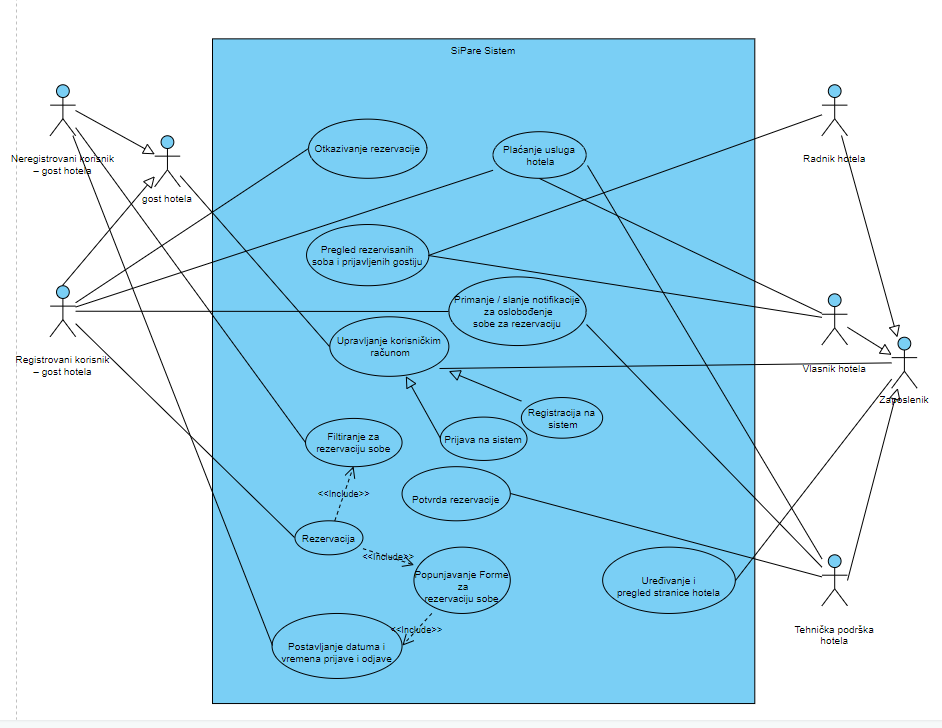 SiPare Sistem
Neregistrovani korisnik
– gost hotela
gost hotela
Registrovani korisnik
– gost hotela
Otkazivanje rezervacije
Plaćanje usluga
hotela
Pregled rezervisanih
soba i prijavljenih gostiju
Primanje / slanje notifikacije
za oslobođenje
sobe za rezervaciju
Upravljanje korisničkim
računom
Registracija na
sistem
Prijava na sistem
Filtiranje za
rezervaciju sobe
<<Include>>
Potvrda rezervacije
Rezervacija
<<Include>>
Popunjavanje Forme
za
rezervaciju sobe
<<Include>>
Postavljanje datuma i
vremena prijave i odjave
Uređivanje i
pregled stranice hotela
Radnik hotela
Vlasnik hotela
Zaposlenik
Tehnička podrška
hotela